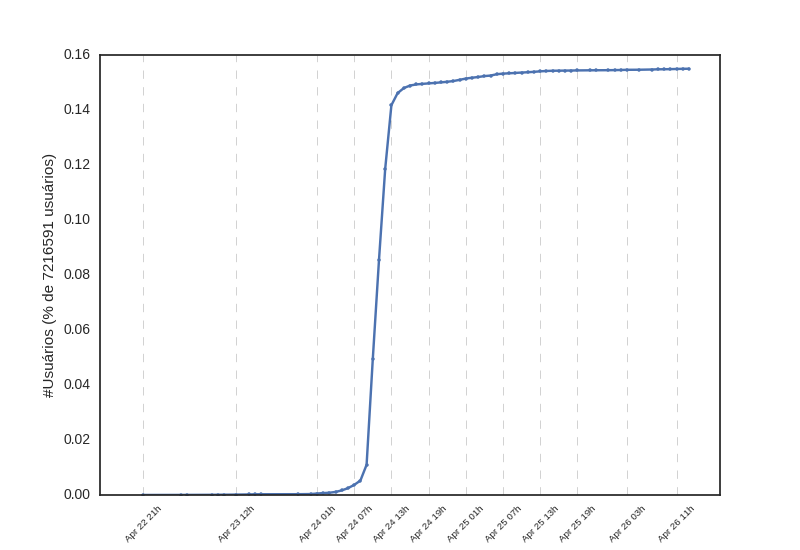 0.16
0.14
0.12
0.10
0.08
0.06
0.04
0.02
0.00
#Usuários (% de 7216591 usuários)
Apr 22 21h
Apr 23 12h
Apr 24 01h
Apr 24 07h
Apr 24 13h
Apr 24 19h
Apr 25 01h
Apr 25 07h
Apr 25 13h
Apr 25 19h
Apr 26 03h
Apr 26 11h